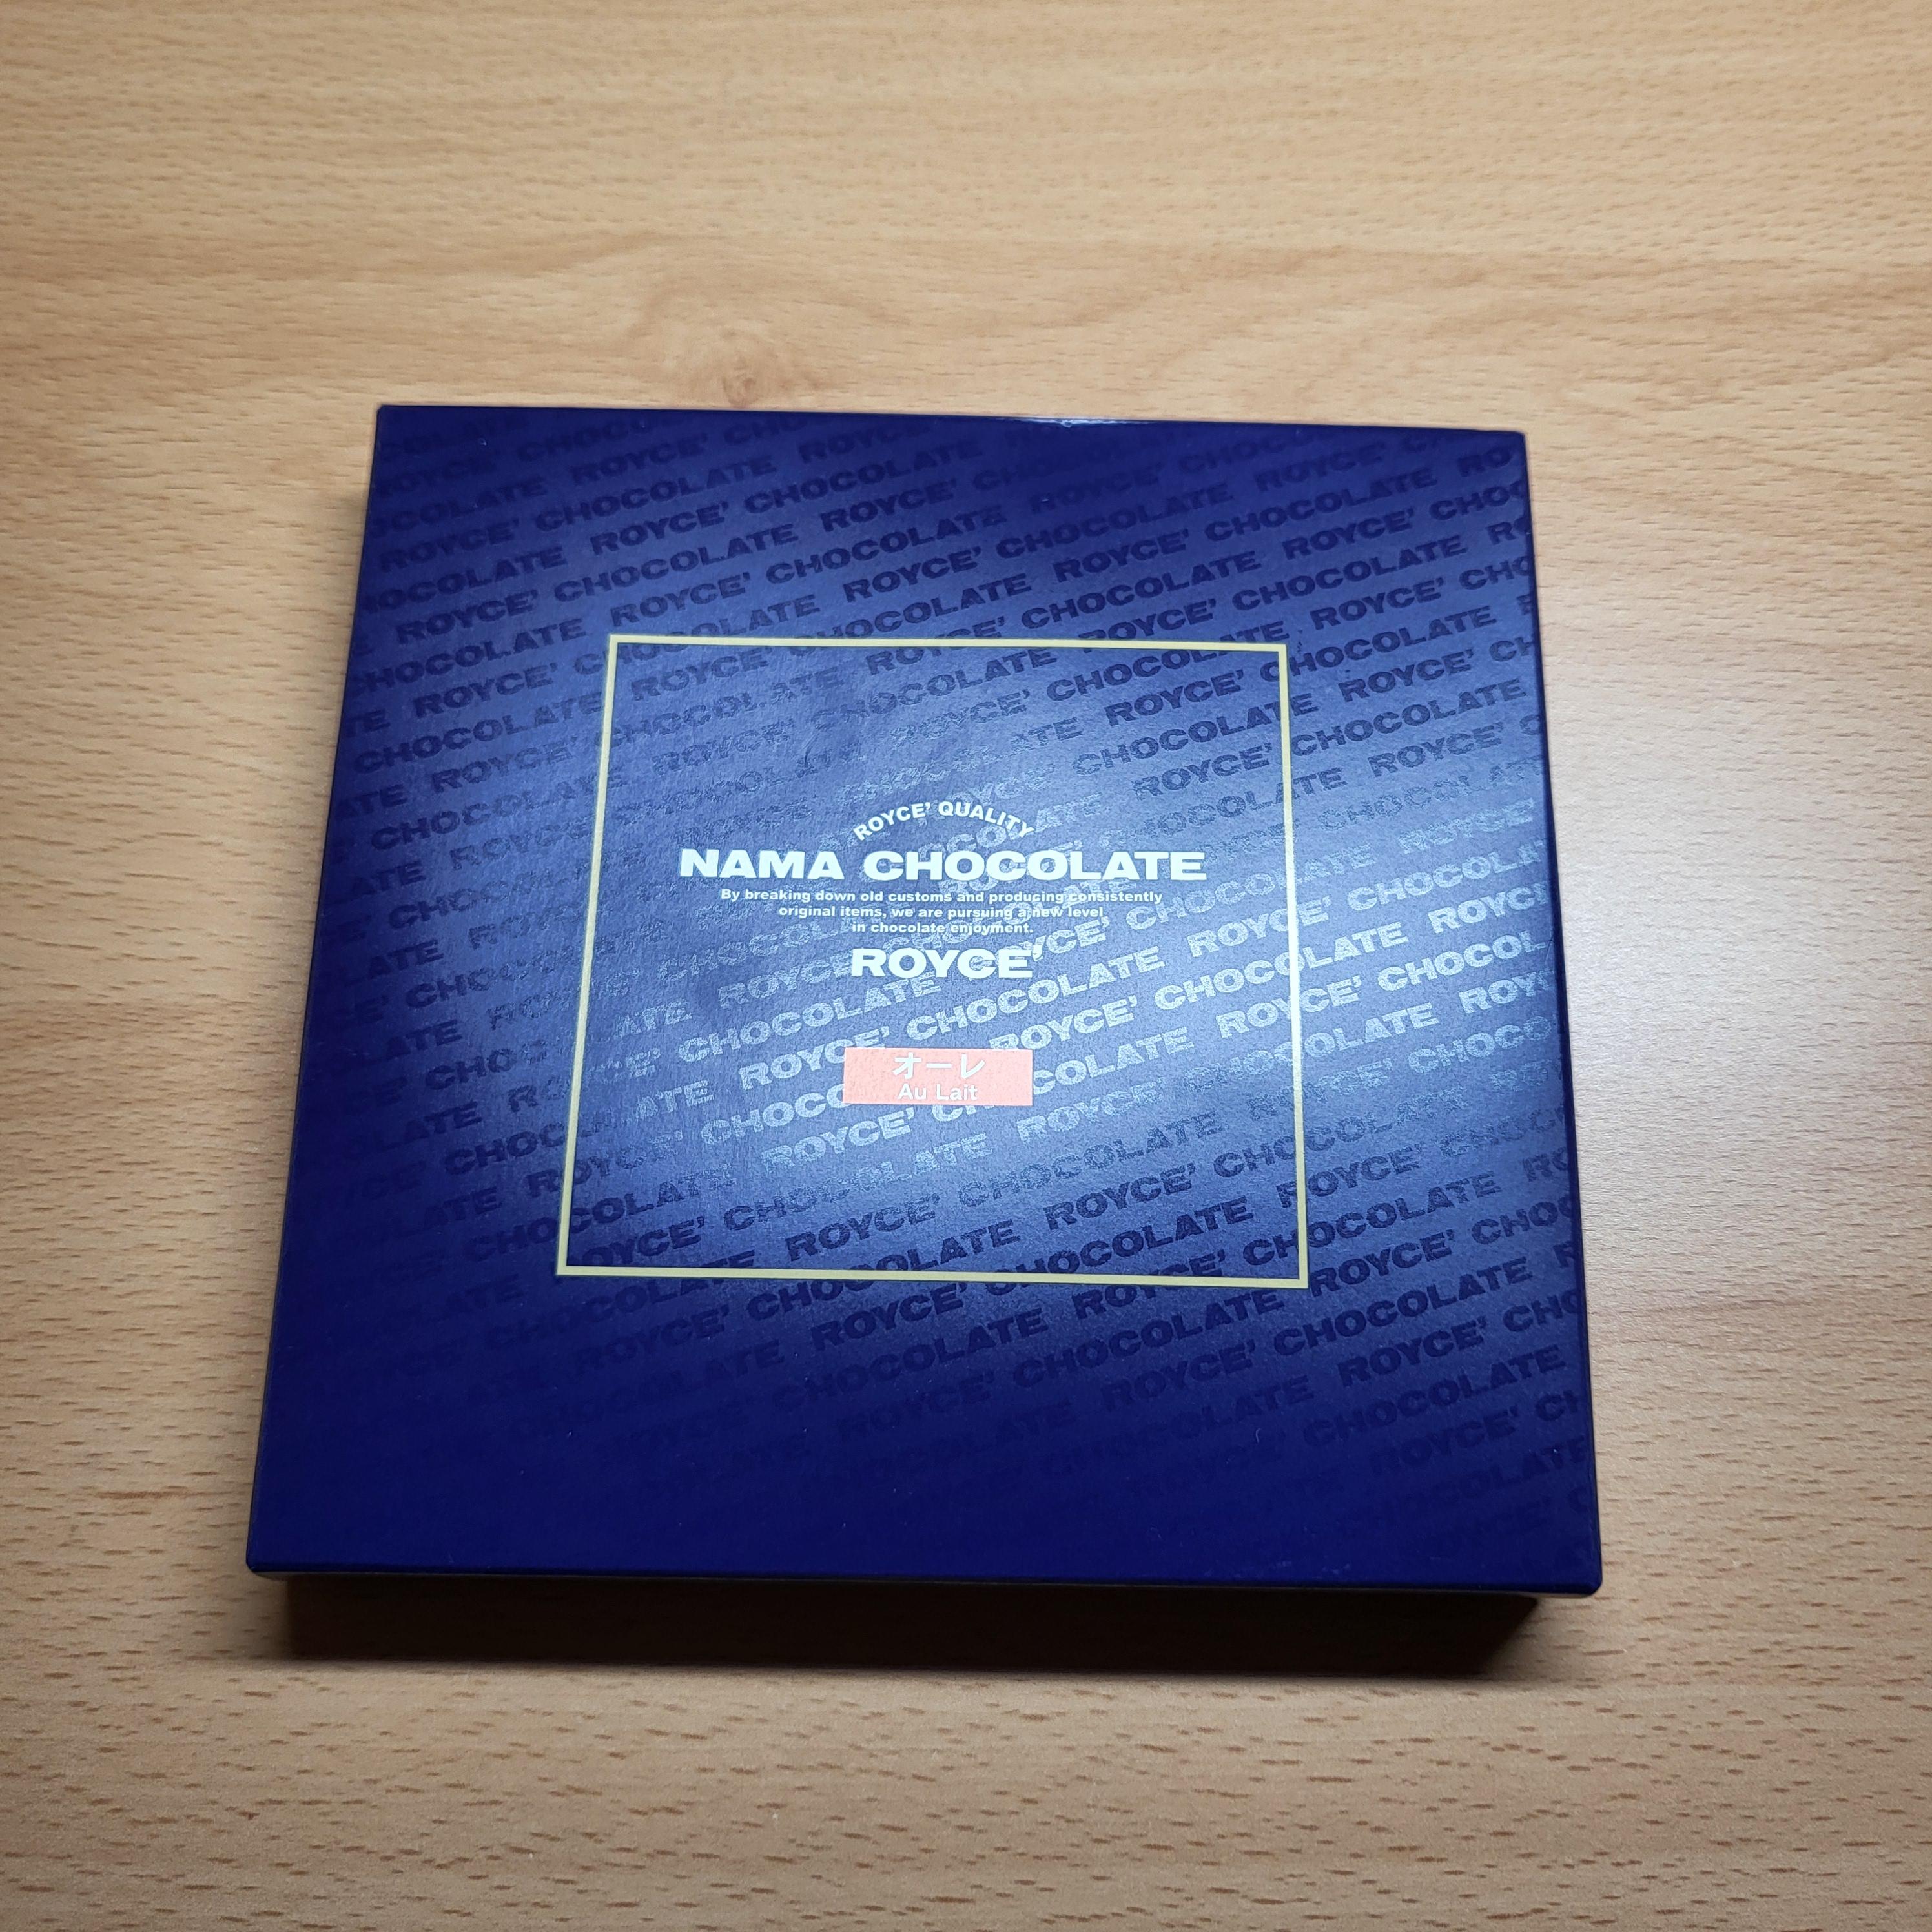 ROYCE' QUALITY
NAMA CHOCOLATE
By breaking down old customs and producing consistently
original items, we are pursuing a new level
in chocolate enjoyment.
ROYCE'
オーレ
Au Lait